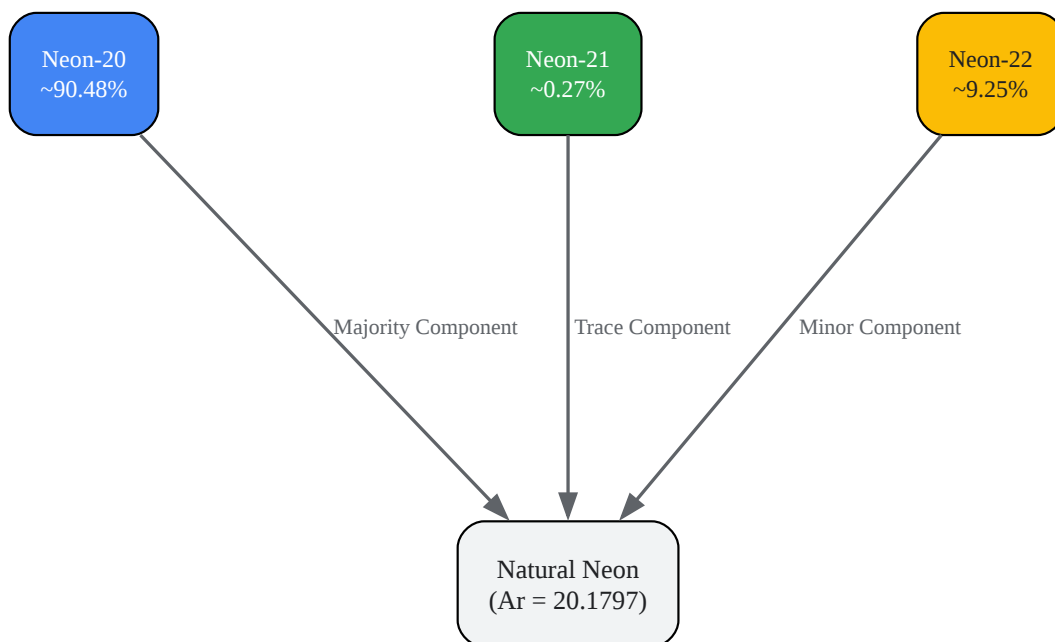 Neon-20
~90.48%
Neon-21
~0.27%
Neon-22
~9.25%
Majority Component
Trace Component
Minor Component
Natural Neon
(Ar = 20.1797)